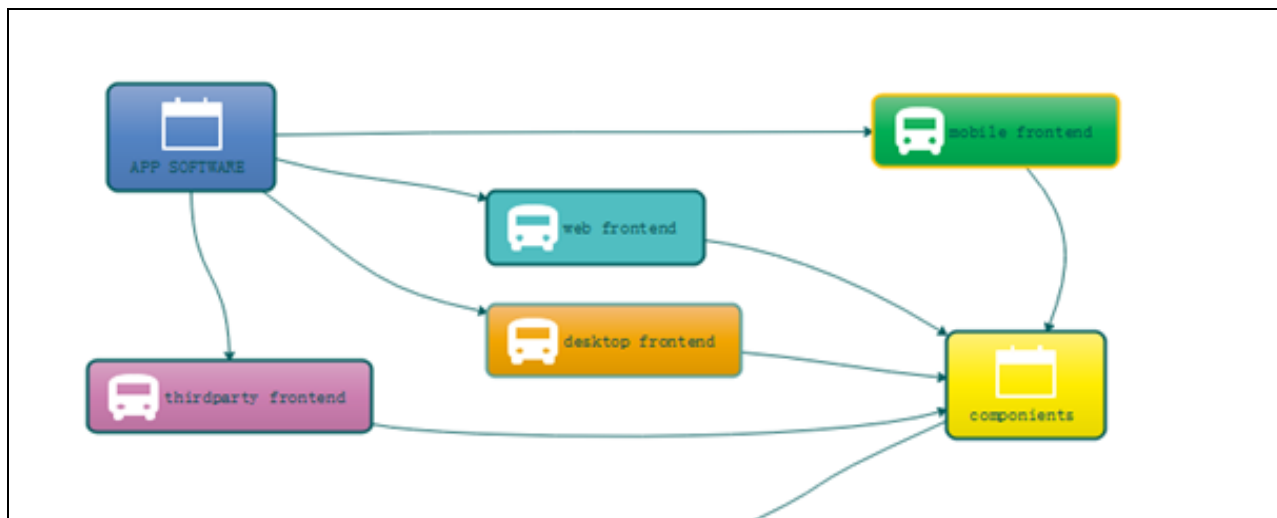 APP SOFTWARE
mobile frontend
web frontend
desktop frontend
thirdparty frontend
componients